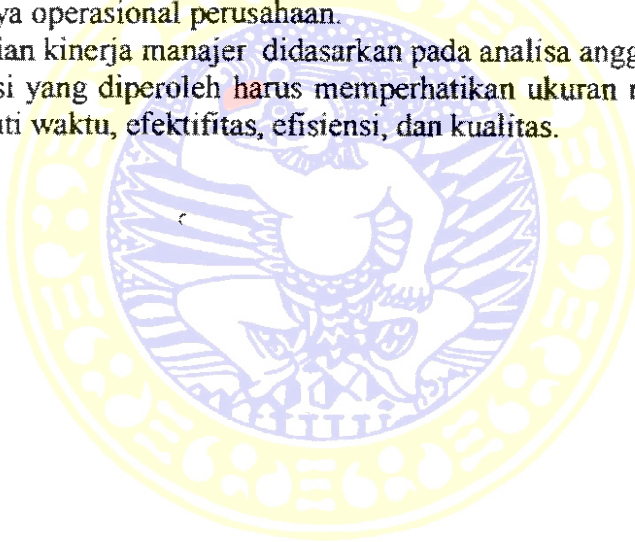 ya operasional perusahaan.
ian kinerja manajer didasarkan pada analisa angg
si yang diperoleh harus memperhatikan ukuran
ti waktu, efektifitas, efisiensi, dan kualitas.